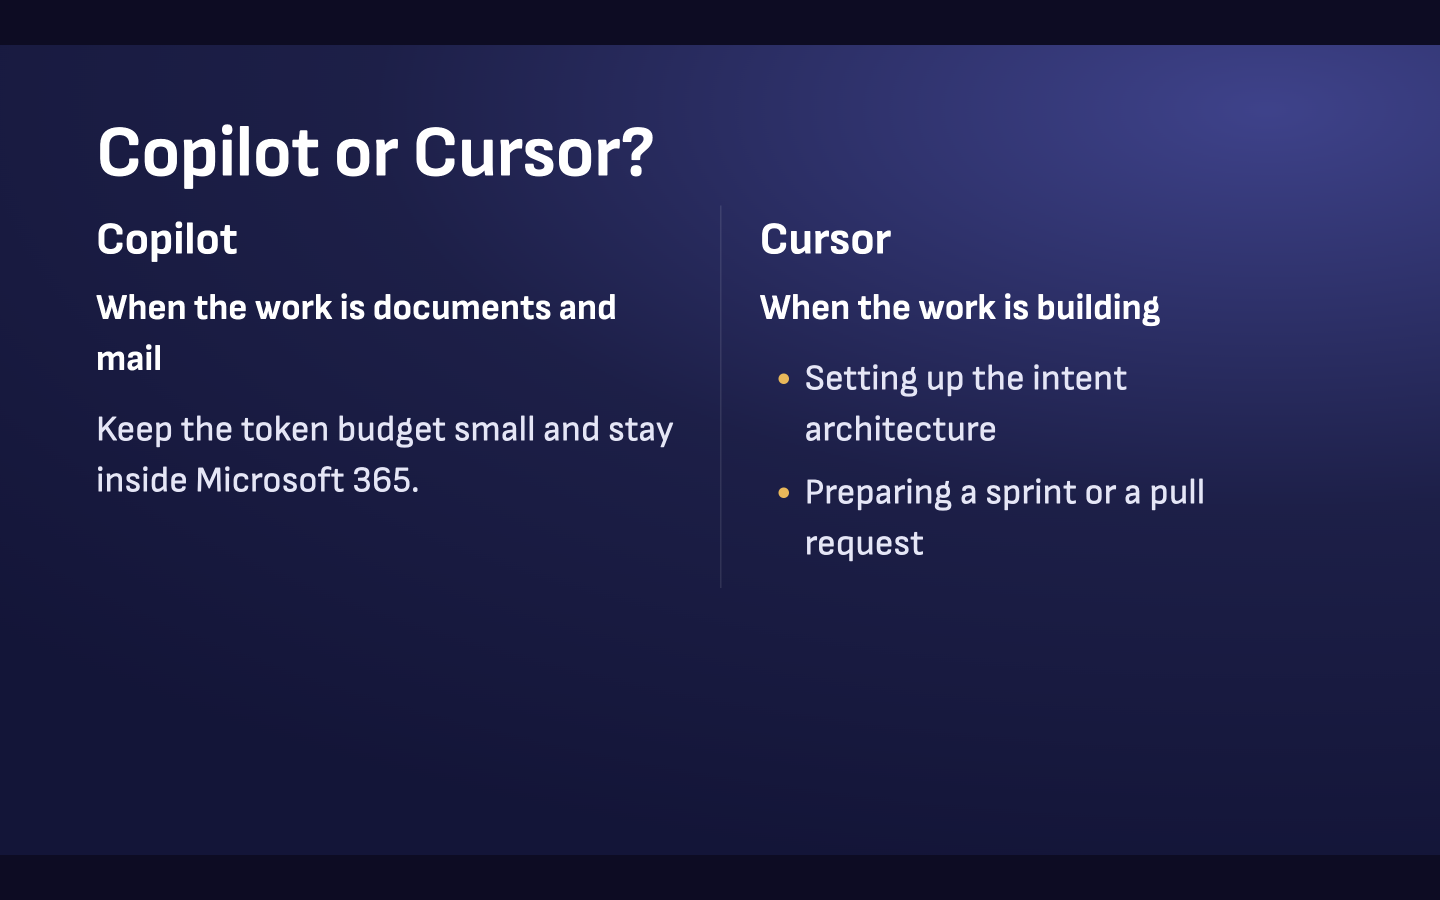 Copilot or Cursor?
Copilot
When the work is documents and
mail
Keep the token budget small and stay
inside Microsoft 365.
Cursor
When the work is building
• Setting up the intent
architecture
• Preparing a sprint or a pull
request